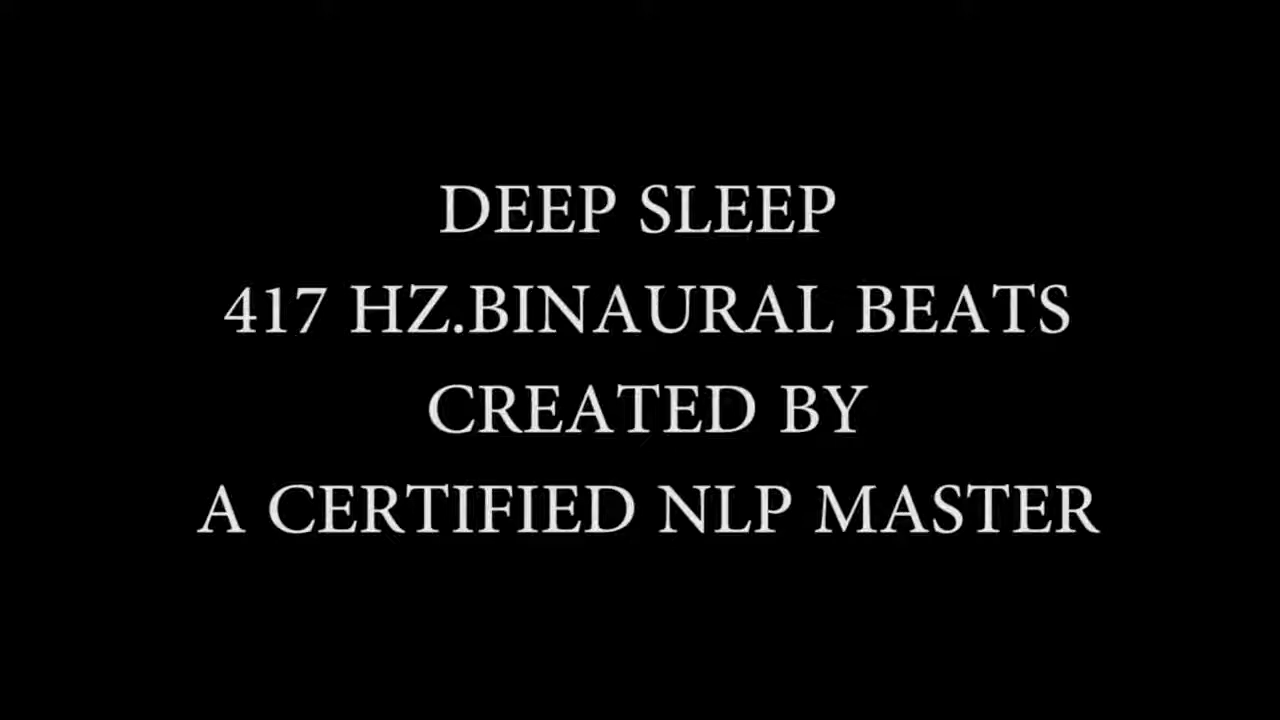 DEEP SLEEP
417 HZ.BINAURAL BEATS
CREATED BY
A CERTIFIED NLP MASTER